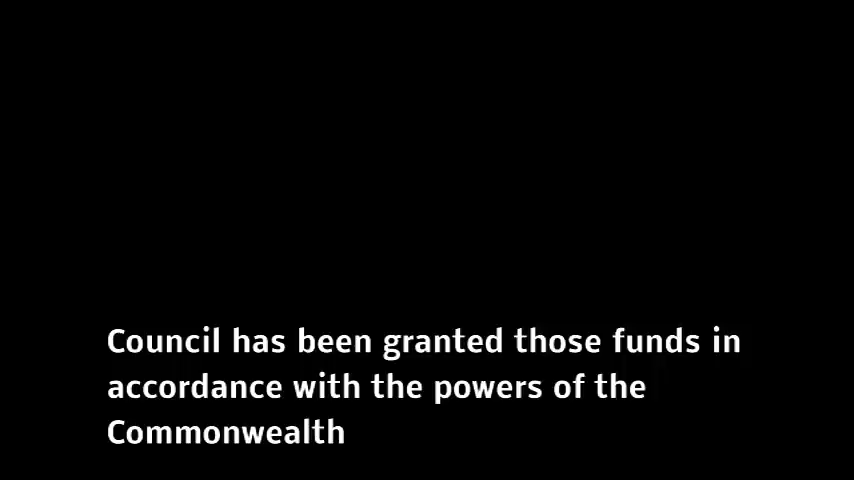 Council has been granted those funds in
accordance with the powers of the
Commonwealth